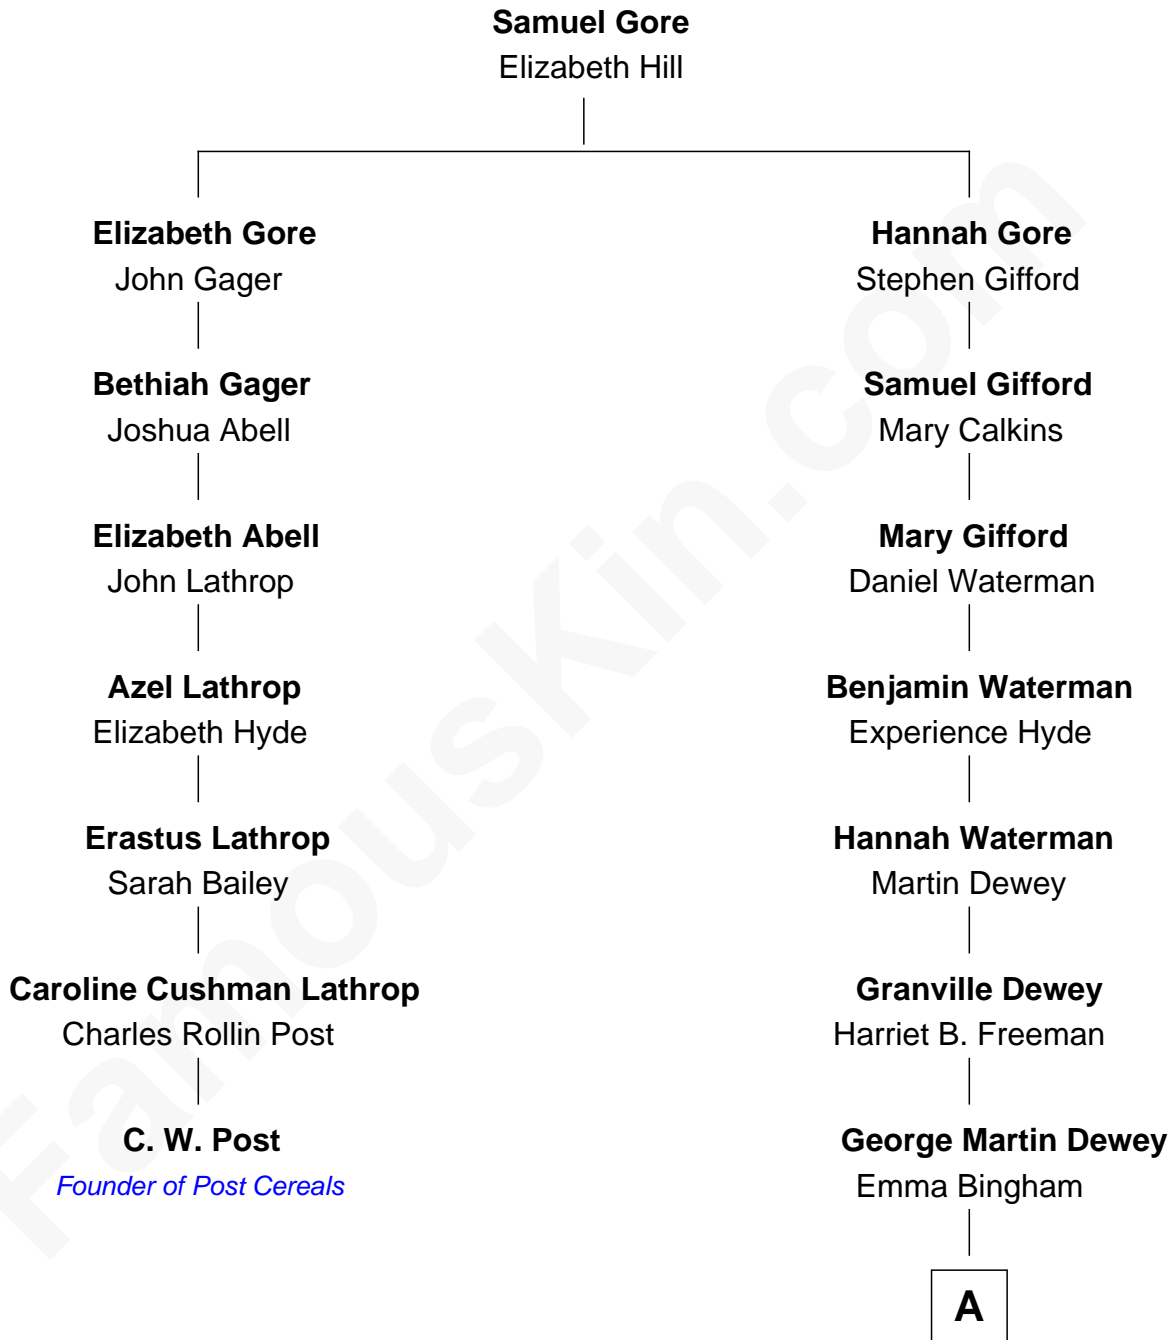 Samuel Gore
Elizabeth Hill
Elizabeth Gore
John Gager
Hannah Gore
Stephen Gifford
Bethiah Gager
Joshua Abell
Samuel Gifford
Mary Calkins
Elizabeth Abell
John Lathrop
Mary Gifford
Daniel Waterman
Azel Lathrop
Elizabeth Hyde
Benjamin Waterman
Experience Hyde
Erastus Lathrop
Sarah Bailey
Hannah Waterman
Martin Dewey
Caroline Cushman Lathrop
Charles Rollin Post
Granville Dewey
Harriet B. Freeman
C. W. Post
Founder of Post Cereals
George Martin Dewey
Emma Bingham
A
FamousKin.com